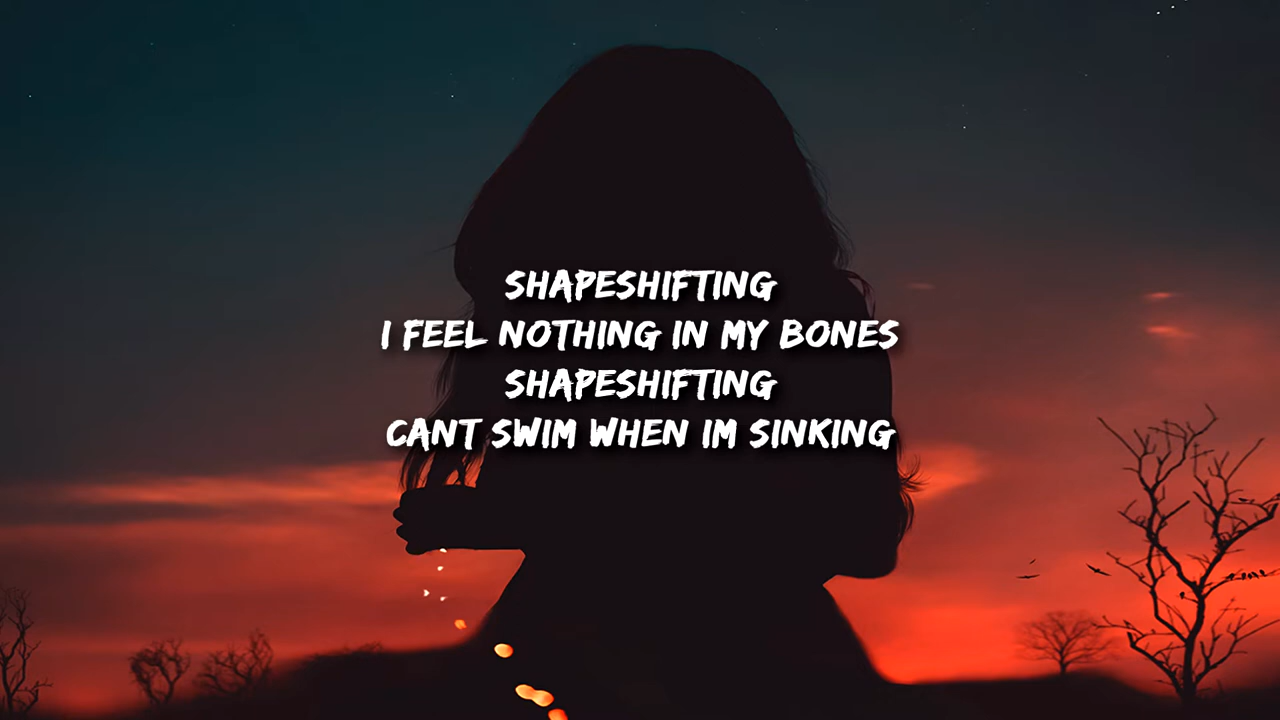 SHAPESHIFTING
I FEEL NOTHING IN MY BONES
SHAPESHIFTING
CANT SWIM WHEN IM SINKING